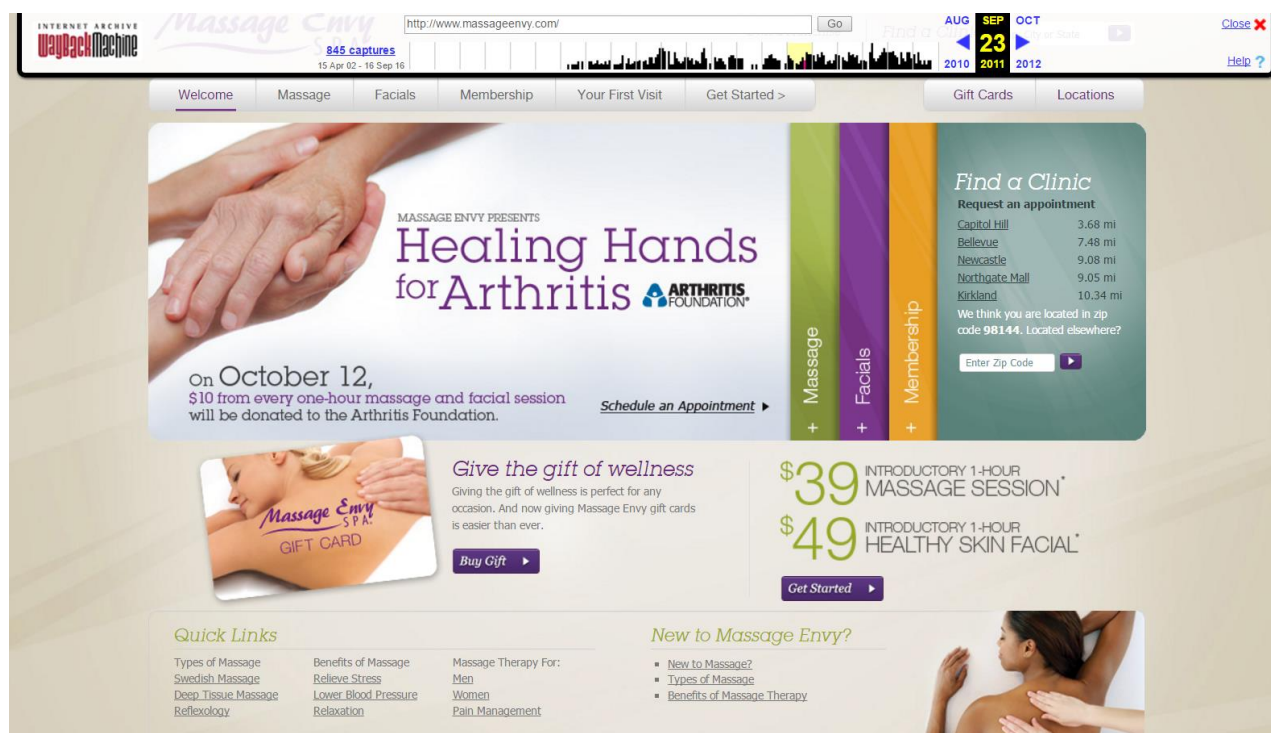 INTERNET ARCHIVE
WayBackMachine
Massage Envy
SPA
http://www.massageenvy.com/
Go
845 captures
15 Apr 02 - 16 Sep 16
AUG SEP OCT
23
2010 2011 2012
Close
Help ?
Welcome Massage Facials Membership Your First Visit Get Started > Gift Cards Locations
MASSAGE ENVY PRESENTS
Healing Hands
for Arthritis ARTHRITIS FOUNDATION®
on October 12,
$10 from every one-hour massage and facial session
will be donated to the Arthritis Foundation.
Schedule an Appointment
+ Massage
+ Facials
+ Membership
Find a Clinic
Request an appointment
Capitol Hill 3.68 mi
Bellevue 7.48 mi
Newcastle 9.08 mi
Northgate Mall 9.05 mi
Kirkland 10.34 mi
We think you are located in zip
code 98144. Located elsewhere?
Enter Zip Code
Massage Envy
SPA
GIFT CARD
Give the gift of wellness
Giving the gift of wellness is perfect for any
occasion. And now giving Massage Envy gift cards
is easier than ever.
Buy Gift
$39 INTRODUCTORY 1-HOUR
MASSAGE SESSION*
$49 INTRODUCTORY 1-HOUR
HEALTHY SKIN FACIAL*
Get Started
Quick Links
Types of Massage Benefits of Massage Massage Therapy For:
Swedish Massage Relieve Stress Men
Deep Tissue Massage Lower Blood Pressure Women
Reflexology Relaxation Pain Management
New to Massage Envy?
New to Massage?
Types of Massage
Benefits of Massage Therapy